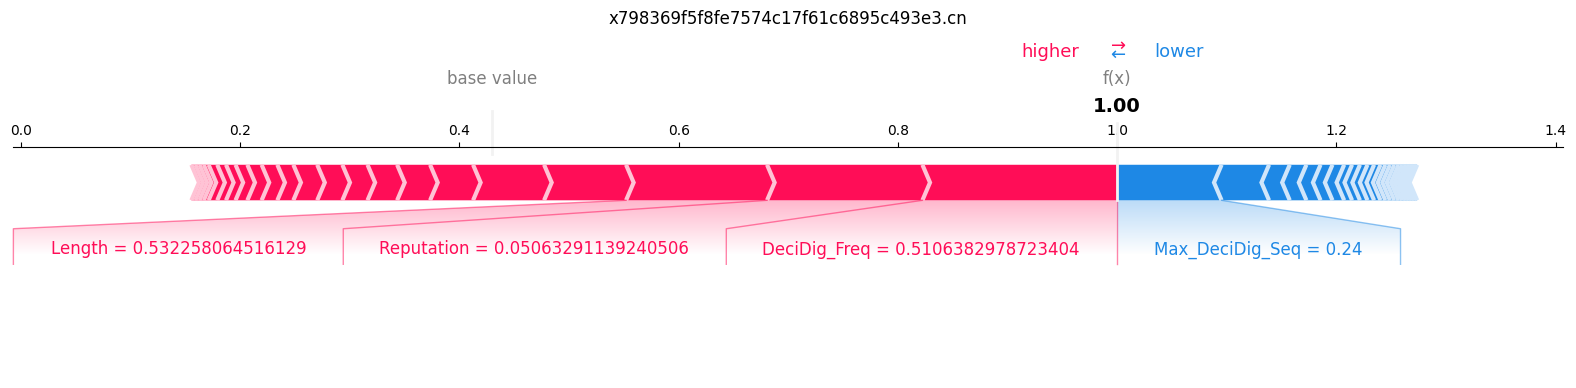 x798369f5f8fe7574c17f61c6895c493e3.cn
higher ⇄ lower
base value f(x)
1.00
0.0 0.2 0.4 0.6 0.8 1.0 1.2 1.4
Length = 0.532258064516129 Reputation = 0.05063291139240506 DeciDig_Freq = 0.5106382978723404 Max_DeciDig_Seq = 0.24